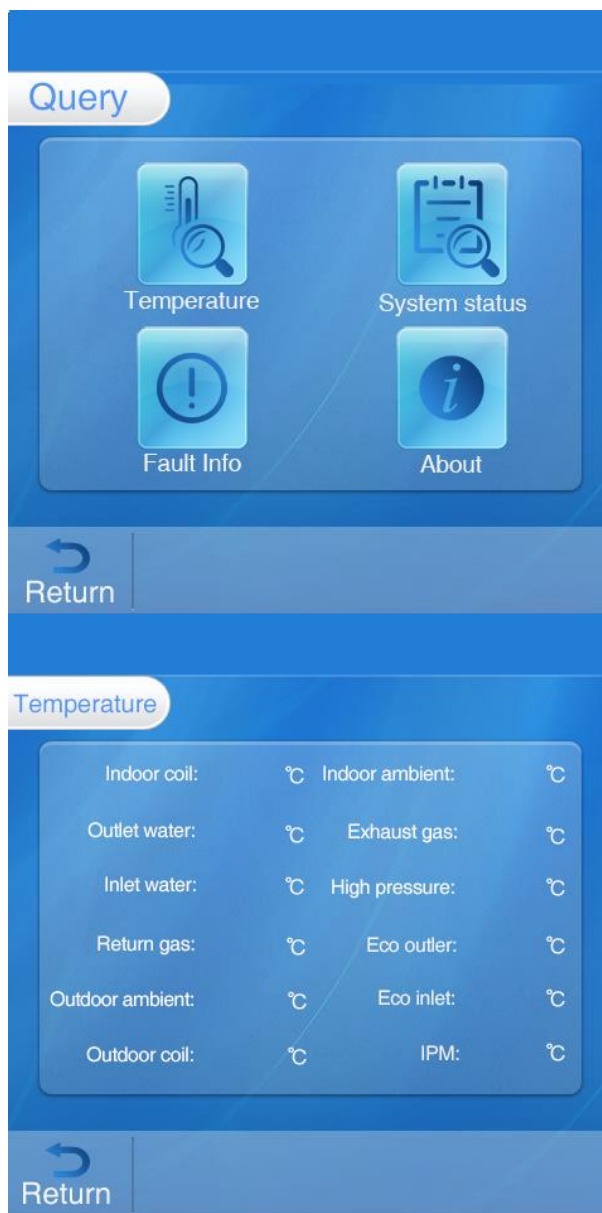 Query
Temperature System status
Fault Info About
Return
Temperature
Indoor coil: ℃ Indoor ambient: ℃
Outlet water: ℃ Exhaust gas: ℃
Inlet water: ℃ High pressure: ℃
Return gas: ℃ Eco outler: ℃
Outdoor ambient: ℃ Eco inlet: ℃
Outdoor coil: ℃ IPM: ℃
Return